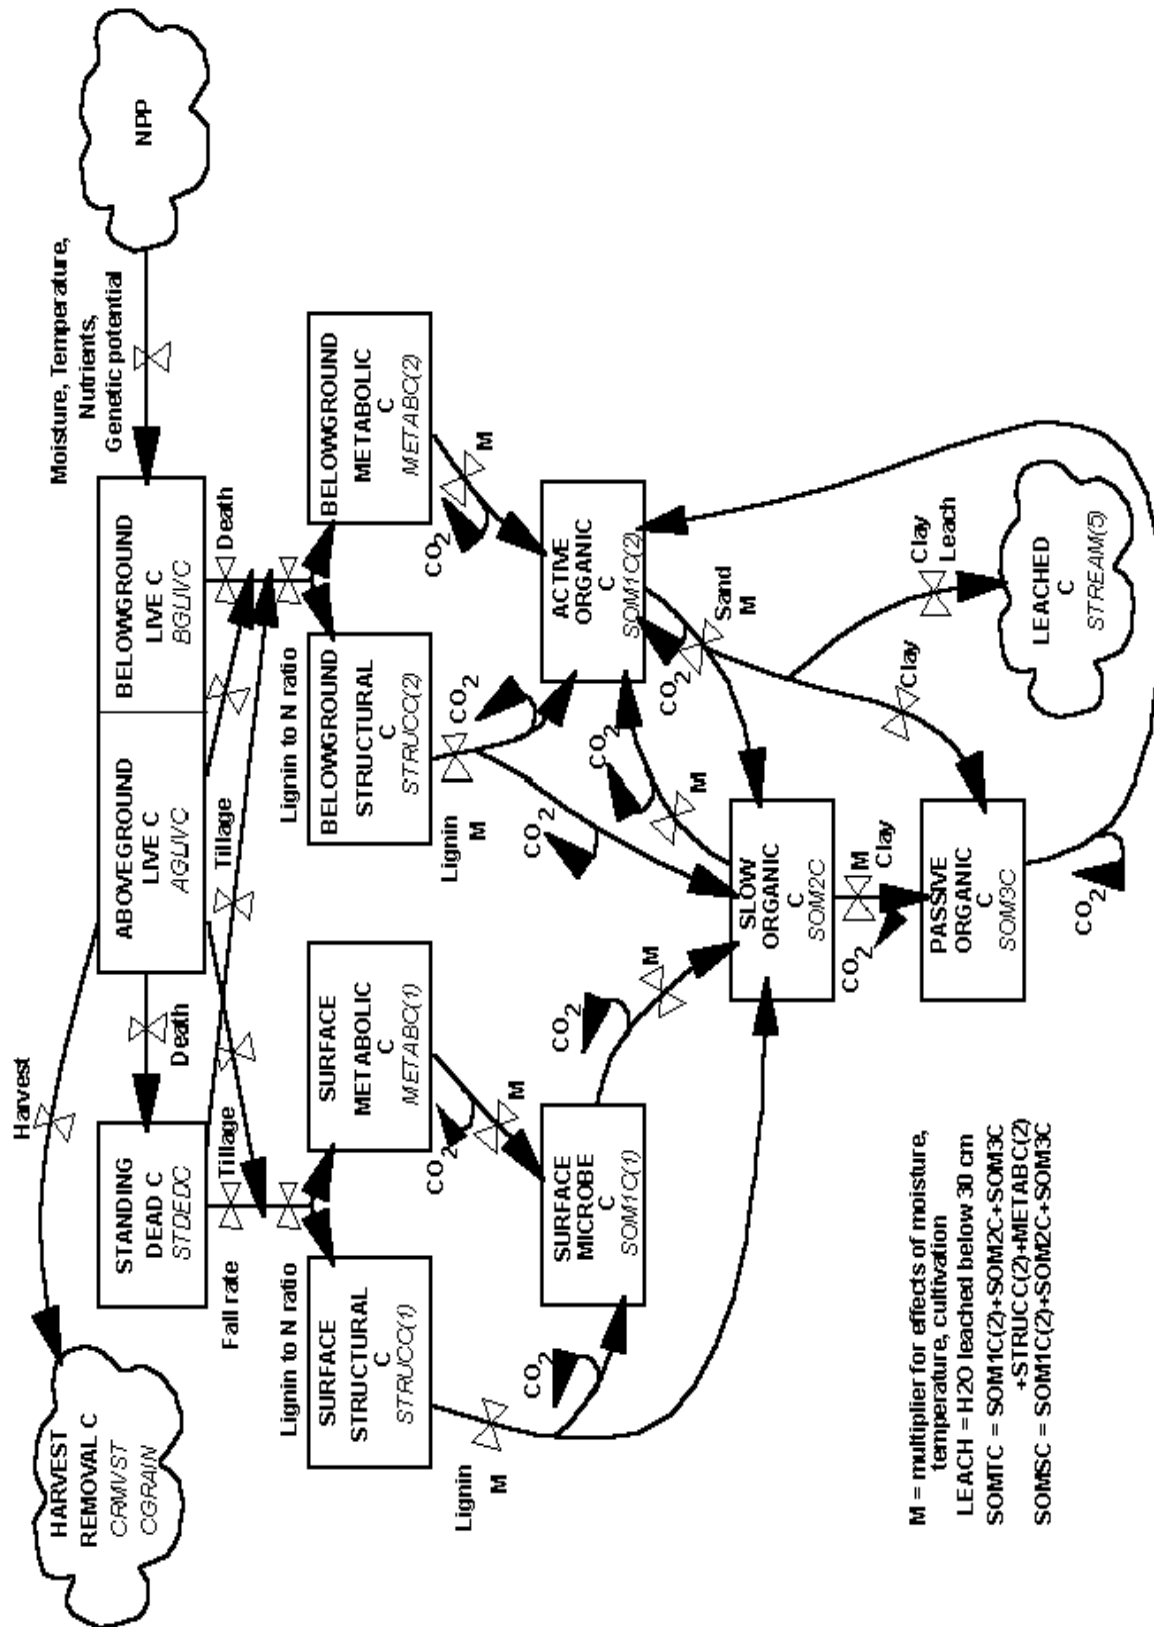 HARVEST
REMOVAL C
CRMVST
CGRAIN
Harvest
STANDING
DEAD C
STDEDC
Death
ABOVEGROUND
LIVE C
AGLIVC
BELOWGROUND
LIVE C
BGLIVC
Moisture, Temperature,
Nutrients,
Genetic potential
NPP
Fall rate
Tillage
Tillage
Death
Lignin to N ratio
Lignin to N ratio
SURFACE
STRUCTURAL
C
STRUCC(1)
SURFACE
METABOLIC
C
METABC(1)
BELOWGROUND
STRUCTURAL
C
STRUCC(2)
BELOWGROUND
METABOLIC
C
METABC(2)
Lignin
M
CO2
CO2
M
Lignin
M
CO2
CO2
M
SURFACE
MICROBE
C
SOM1C(1)
ACTIVE
ORGANIC
C
SOM1C(2)
CO2
M
CO2
CO2
M
CO2
Sand
M
SLOW
ORGANIC
C
SOM2C
CO2
M
Clay
Clay
Clay
Leach
PASSIVE
ORGANIC
C
SOM3C
LEACHED
C
STREAM(5)
CO2
M = multiplier for effects of moisture,
temperature, cultivation
LEACH = H2O leached below 30 cm
SOMTC = SOM1C(2)+SOM2C+SOM3C
+STRUCC(2)+METABC(2)
SOMSC = SOM1C(2)+SOM2C+SOM3C